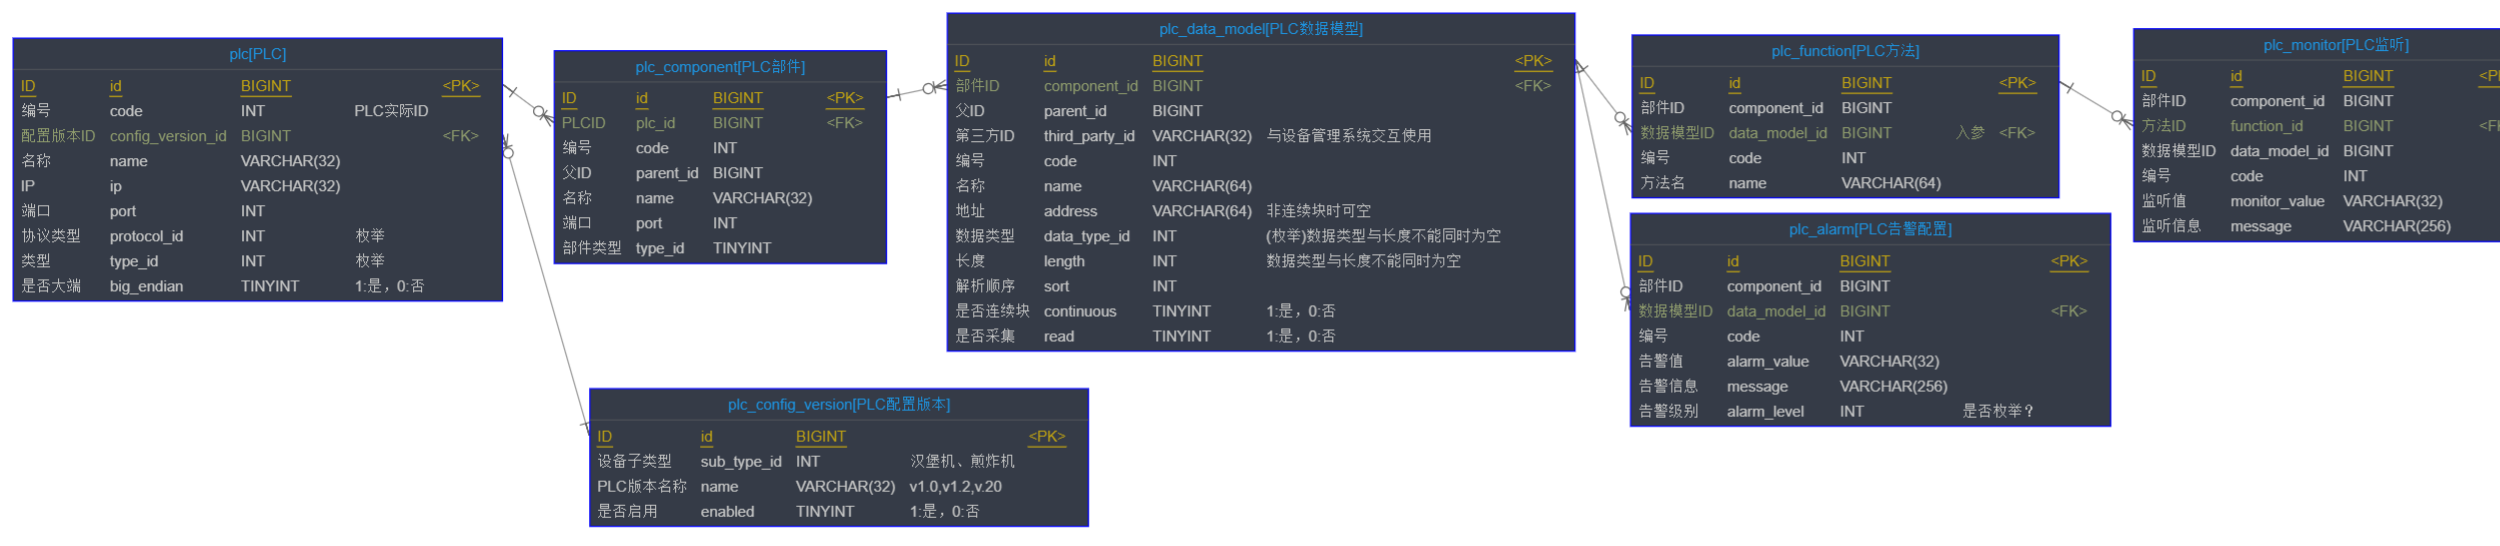 plc[PLC]
ID id BIGINT <PK>
编号 code INT PLC实际ID
配置版本ID config_version_id BIGINT <FK>
名称 name VARCHAR(32)
IP ip VARCHAR(32)
端口 port INT
协议类型 protocol_id INT 枚举
类型 type_id INT 枚举
是否大端 big_endian TINYINT 1:是，0:否
plc_component[PLC部件]
ID id BIGINT <PK>
PLCID plc_id BIGINT <FK>
编号 code INT
父ID parent_id BIGINT
名称 name VARCHAR(32)
端口 port INT
部件类型 type_id TINYINT
plc_data_model[PLC数据模型]
ID id BIGINT <PK>
部件ID component_id BIGINT <FK>
父ID parent_id BIGINT
第三方ID third_party_id VARCHAR(32) 与设备管理系统交互使用
编号 code INT
名称 name VARCHAR(64)
地址 address VARCHAR(64) 非连续块时可空
数据类型 data_type_id INT (枚举)数据类型与长度不能同时为空
长度 length INT 数据类型与长度不能同时为空
解析顺序 sort INT
是否连续块 continuous TINYINT 1:是，0:否
是否采集 read TINYINT 1:是，0:否
plc_config_version[PLC配置版本]
ID id BIGINT <PK>
设备子类型 sub_type_id INT 汉堡机、煎炸机
PLC版本名称 name VARCHAR(32) v1.0,v1.2,v.20
是否启用 enabled TINYINT 1:是，0:否
plc_function[PLC方法]
ID id BIGINT <PK>
部件ID component_id BIGINT
数据模型ID data_model_id BIGINT 入参 <FK>
编号 code INT
方法名 name VARCHAR(64)
plc_alarm[PLC告警配置]
ID id BIGINT <PK>
部件ID component_id BIGINT
数据模型ID data_model_id BIGINT <FK>
编号 code INT
告警值 alarm_value VARCHAR(32)
告警信息 message VARCHAR(256)
告警级别 alarm_level INT 是否枚举？
plc_monitor[PLC监听]
ID id BIGINT
部件ID component_id BIGINT
方法ID function_id BIGINT
数据模型ID data_model_id BIGINT
编号 code INT
监听值 monitor_value VARCHAR(32)
监听信息 message VARCHAR(256)